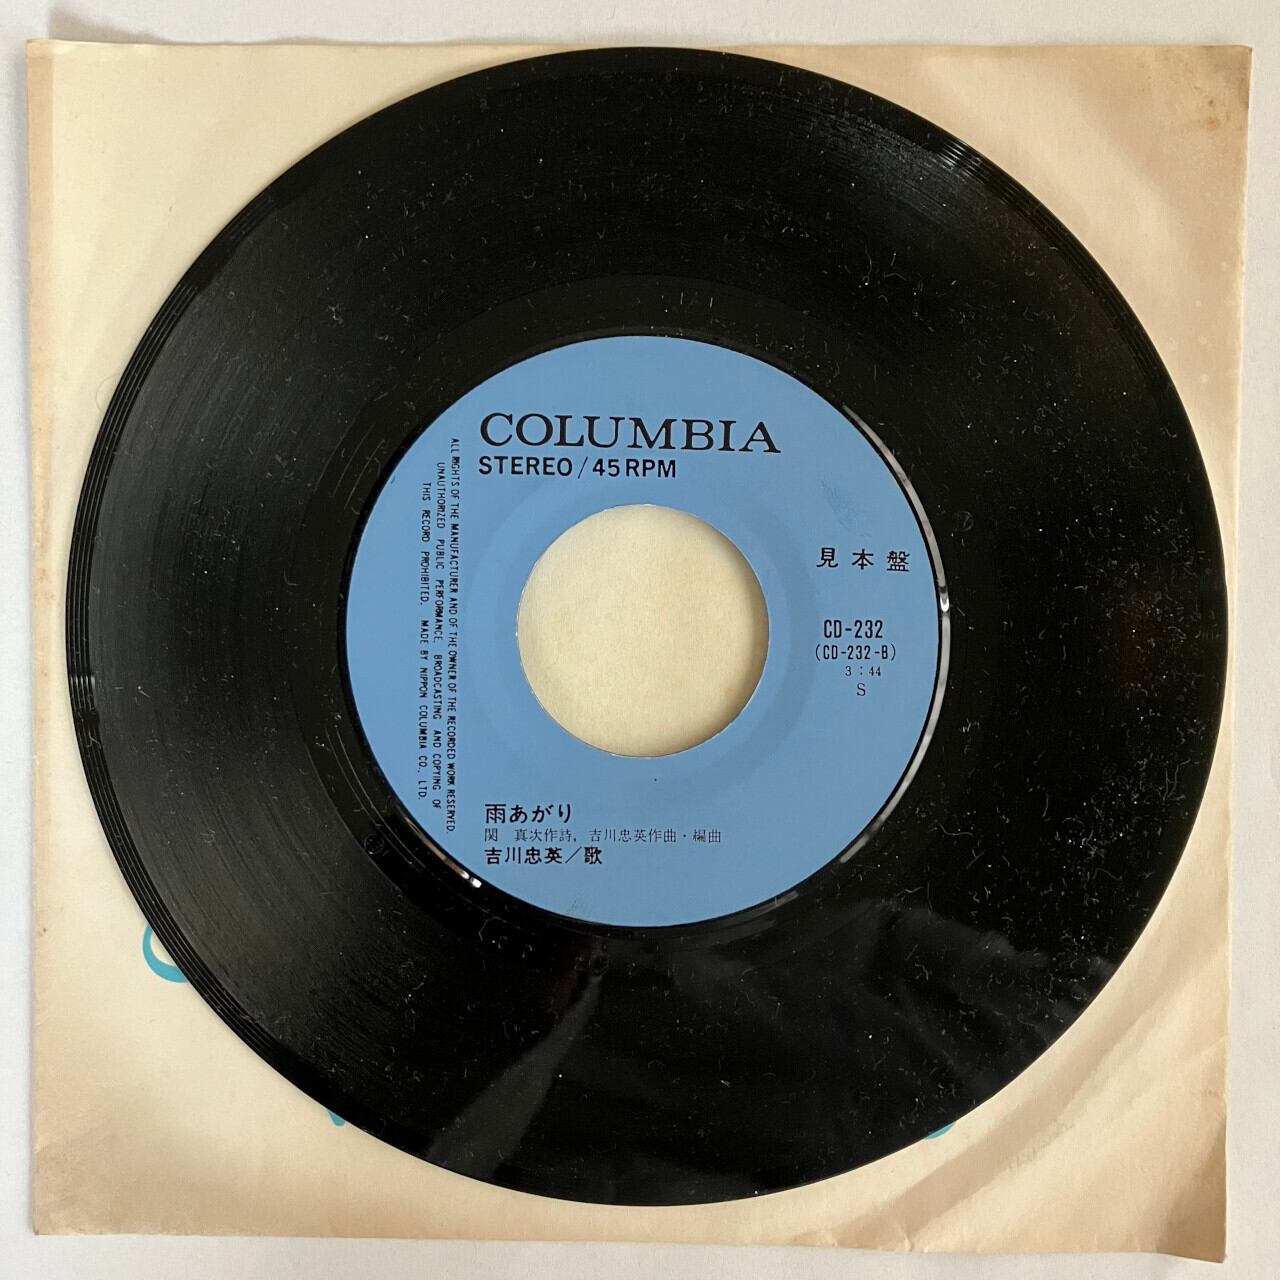 COLUMBIA
STEREO/45RPM
ALL RIGHTS OF THE MANUFACTURER AND OF THE OWNER OF THE RECORDED WORK RESERVED.
UNAUTHORIZED PUBLIC PERFORMANCE, BROADCASTING AND COPYING OF
THIS RECORD PROHIBITED. MADE BY NIPPON COLUMBIA CO., LTD.
見本盤
CD-232
(CD-232-B)
3:44
S
雨あがり
関 真次作詩, 吉川忠英作曲・編曲
吉川忠英/歌